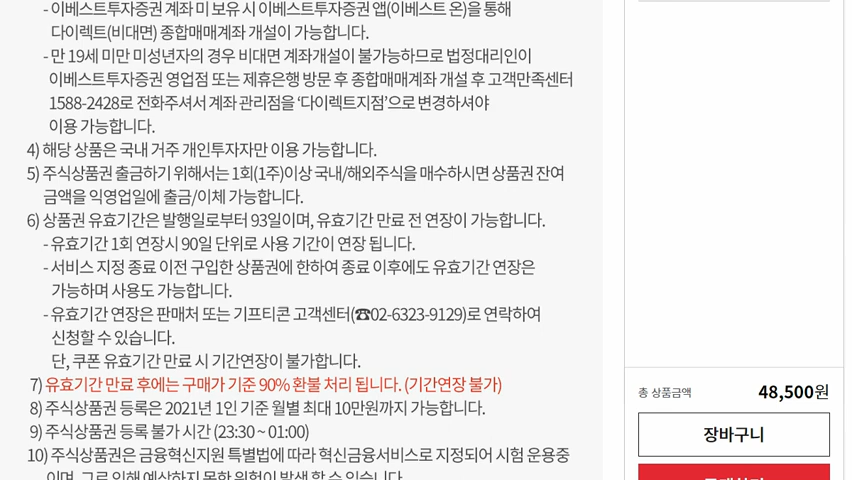 - 이베스트투자증권 계좌 미 보유 시 이베스트투자증권 앱(이베스트 온)을 통해
다이렉트(비대면) 종합매매계좌 개설이 가능합니다.
- 만 19세 미만 미성년자의 경우 비대면 계좌개설이 불가능하므로 법정대리인이
이베스트투자증권 영업점 또는 제휴은행 방문 후 종합매매계좌 개설 후 고객만족센터
1588-2428로 전화주셔서 계좌 관리점을 ‘다이렉트지점’으로 변경하셔야
이용 가능합니다.
4) 해당 상품은 국내 거주 개인투자자만 이용 가능합니다.
5) 주식상품권 출금하기 위해서는 1회(1주)이상 국내/해외주식을 매수하시면 상품권 잔여
금액을 익영업일에 출금/이체 가능합니다.
6) 상품권 유효기간은 발행일로부터 93일이며, 유효기간 만료 전 연장이 가능합니다.
- 유효기간 1회 연장시 90일 단위로 사용 기간이 연장 됩니다.
- 서비스 지정 종료 이전 구입한 상품권에 한하여 종료 이후에도 유효기간 연장은
가능하며 사용도 가능합니다.
- 유효기간 연장은 판매처 또는 기프티콘 고객센터(☎02-6323-9129)로 연락하여
신청할 수 있습니다.
단, 쿠폰 유효기간 만료 시 기간연장이 불가합니다.
7) 유효기간 만료 후에는 구매가 기준 90% 환불 처리 됩니다. (기간연장 불가)
8) 주식상품권 등록은 2021년 1인 기준 월별 최대 10만원까지 가능합니다.
9) 주식상품권 등록 불가 시간 (23:30 ~ 01:00)
10) 주식상품권은 금융혁신지원 특별법에 따라 혁신금융서비스로 지정되어 시험 운용중
이며, 그로 인해 예상하지 못한 위험이 발생 할 수 있습니다.
총 상품금액 48,500원
장바구니